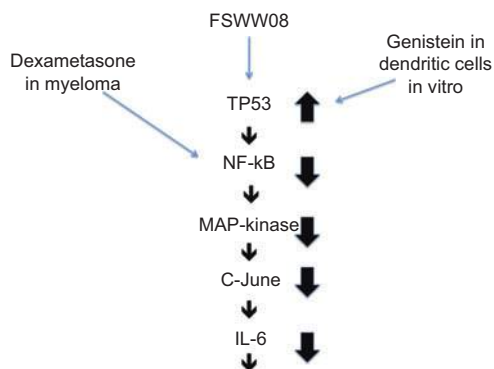 FSWW08
Dexametasone
in myeloma
Genistein in
dendritic cells
in vitro
TP53
NF-kB
MAP-kinase
C-June
IL-6